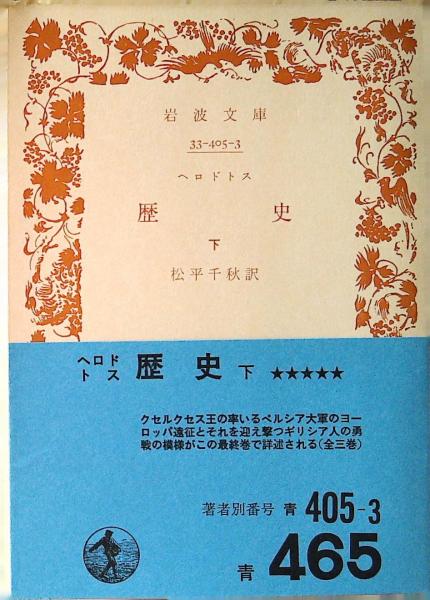 岩波文庫
33-405-3
ヘロドトス
歴史
下
松平千秋訳
ヘロドトス 歴史 下 ★★★★★
クセルクセス王の率いるペルシア大軍のヨー
ロッパ遠征とそれを迎え撃つギリシア人の勇
戦の模様がこの最終巻で詳述される(全三巻)
著者別番号 青 405-3
青 465